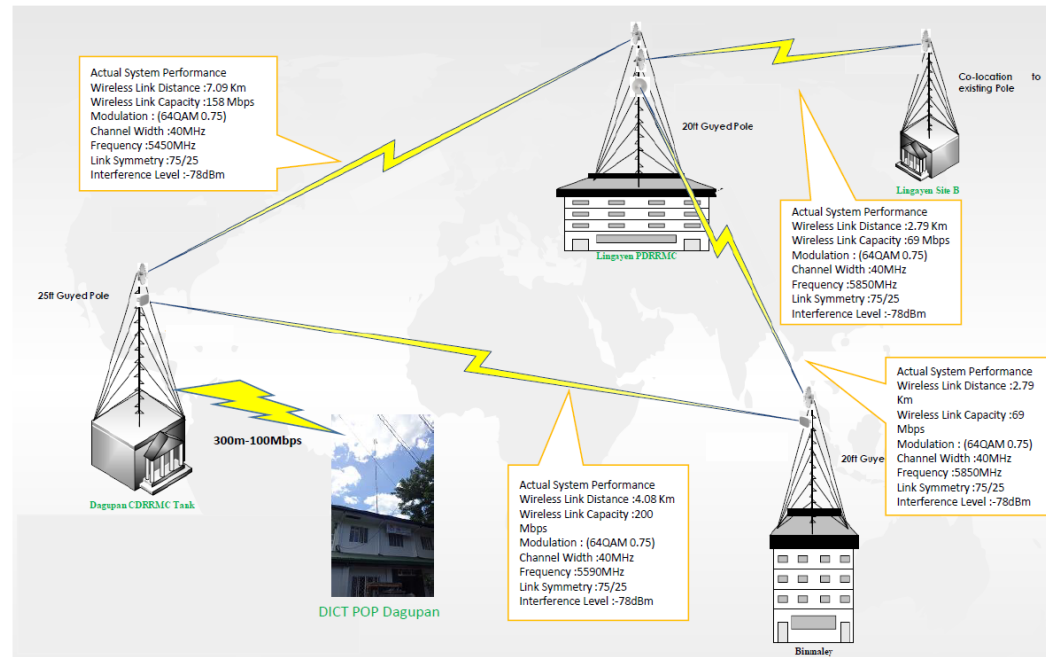 Actual System Performance
Wireless Link Distance :7.09 Km
Wireless Link Capacity :158 Mbps
Modulation : (64QAM 0.75)
Channel Width :40MHz
Frequency :5450MHz
Link Symmetry :75/25
Interference Level :-78dBm
20ft Guyed Pole
Co-location to
existing Pole
Lingayen Site B
Lingayen PDRRMC
Actual System Performance
Wireless Link Distance :2.79 Km
Wireless Link Capacity :69 Mbps
Modulation : (64QAM 0.75)
Channel Width :40MHz
Frequency :5850MHz
Link Symmetry :75/25
Interference Level :-78dBm
25ft Guyed Pole
300m-100Mbps
Dagupan CDRRMC Tank
DICT POP Dagupan
Actual System Performance
Wireless Link Distance :4.08 Km
Wireless Link Capacity :200
Mbps
Modulation : (64QAM 0.75)
Channel Width :40MHz
Frequency :5590MHz
Link Symmetry :75/25
Interference Level :-78dBm
20ft Guye
Actual System Performance
Wireless Link Distance :2.79
Km
Wireless Link Capacity :69
Mbps
Modulation : (64QAM 0.75)
Channel Width :40MHz
Frequency :5850MHz
Link Symmetry :75/25
Interference Level :-78dBm
Binmaley